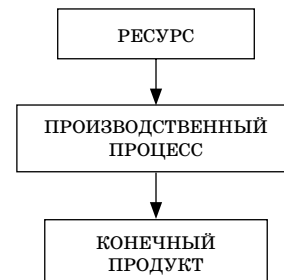 РЕСУРС
ПРОИЗВОДСТВЕННЫЙ
ПРОЦЕСС
КОНЕЧНЫЙ
ПРОДУКТ